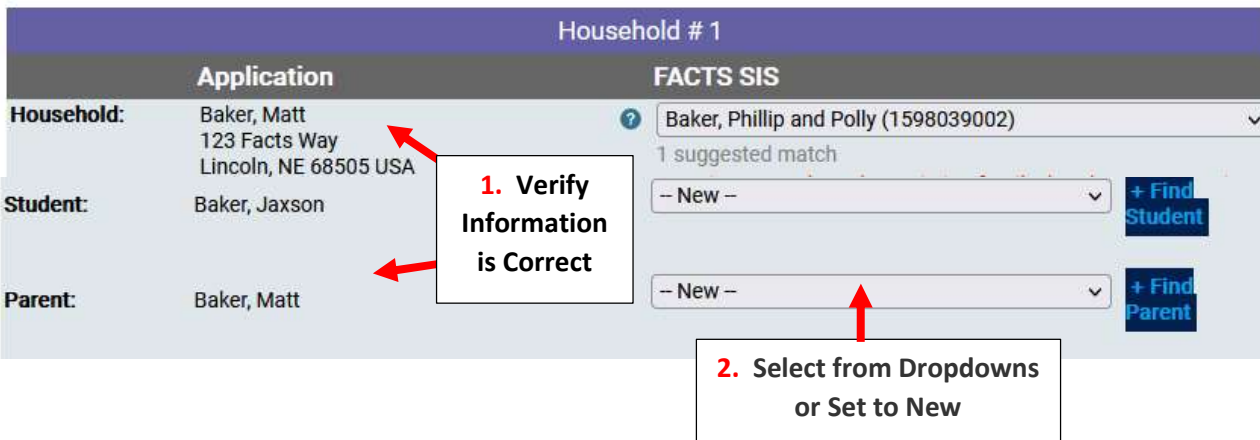 Household # 1
Application FACTS SIS
Household: Baker, Matt ? Baker, Phillip and Polly (1598039002)
123 Facts Way
1 suggested match
Lincoln, NE 68505 USA
Student: Baker, Jaxson -- New -- + Find
Student
1. Verify
Information
is Correct
Parent: Baker, Matt -- New -- + Find
Parent
2. Select from Dropdowns
or Set to New